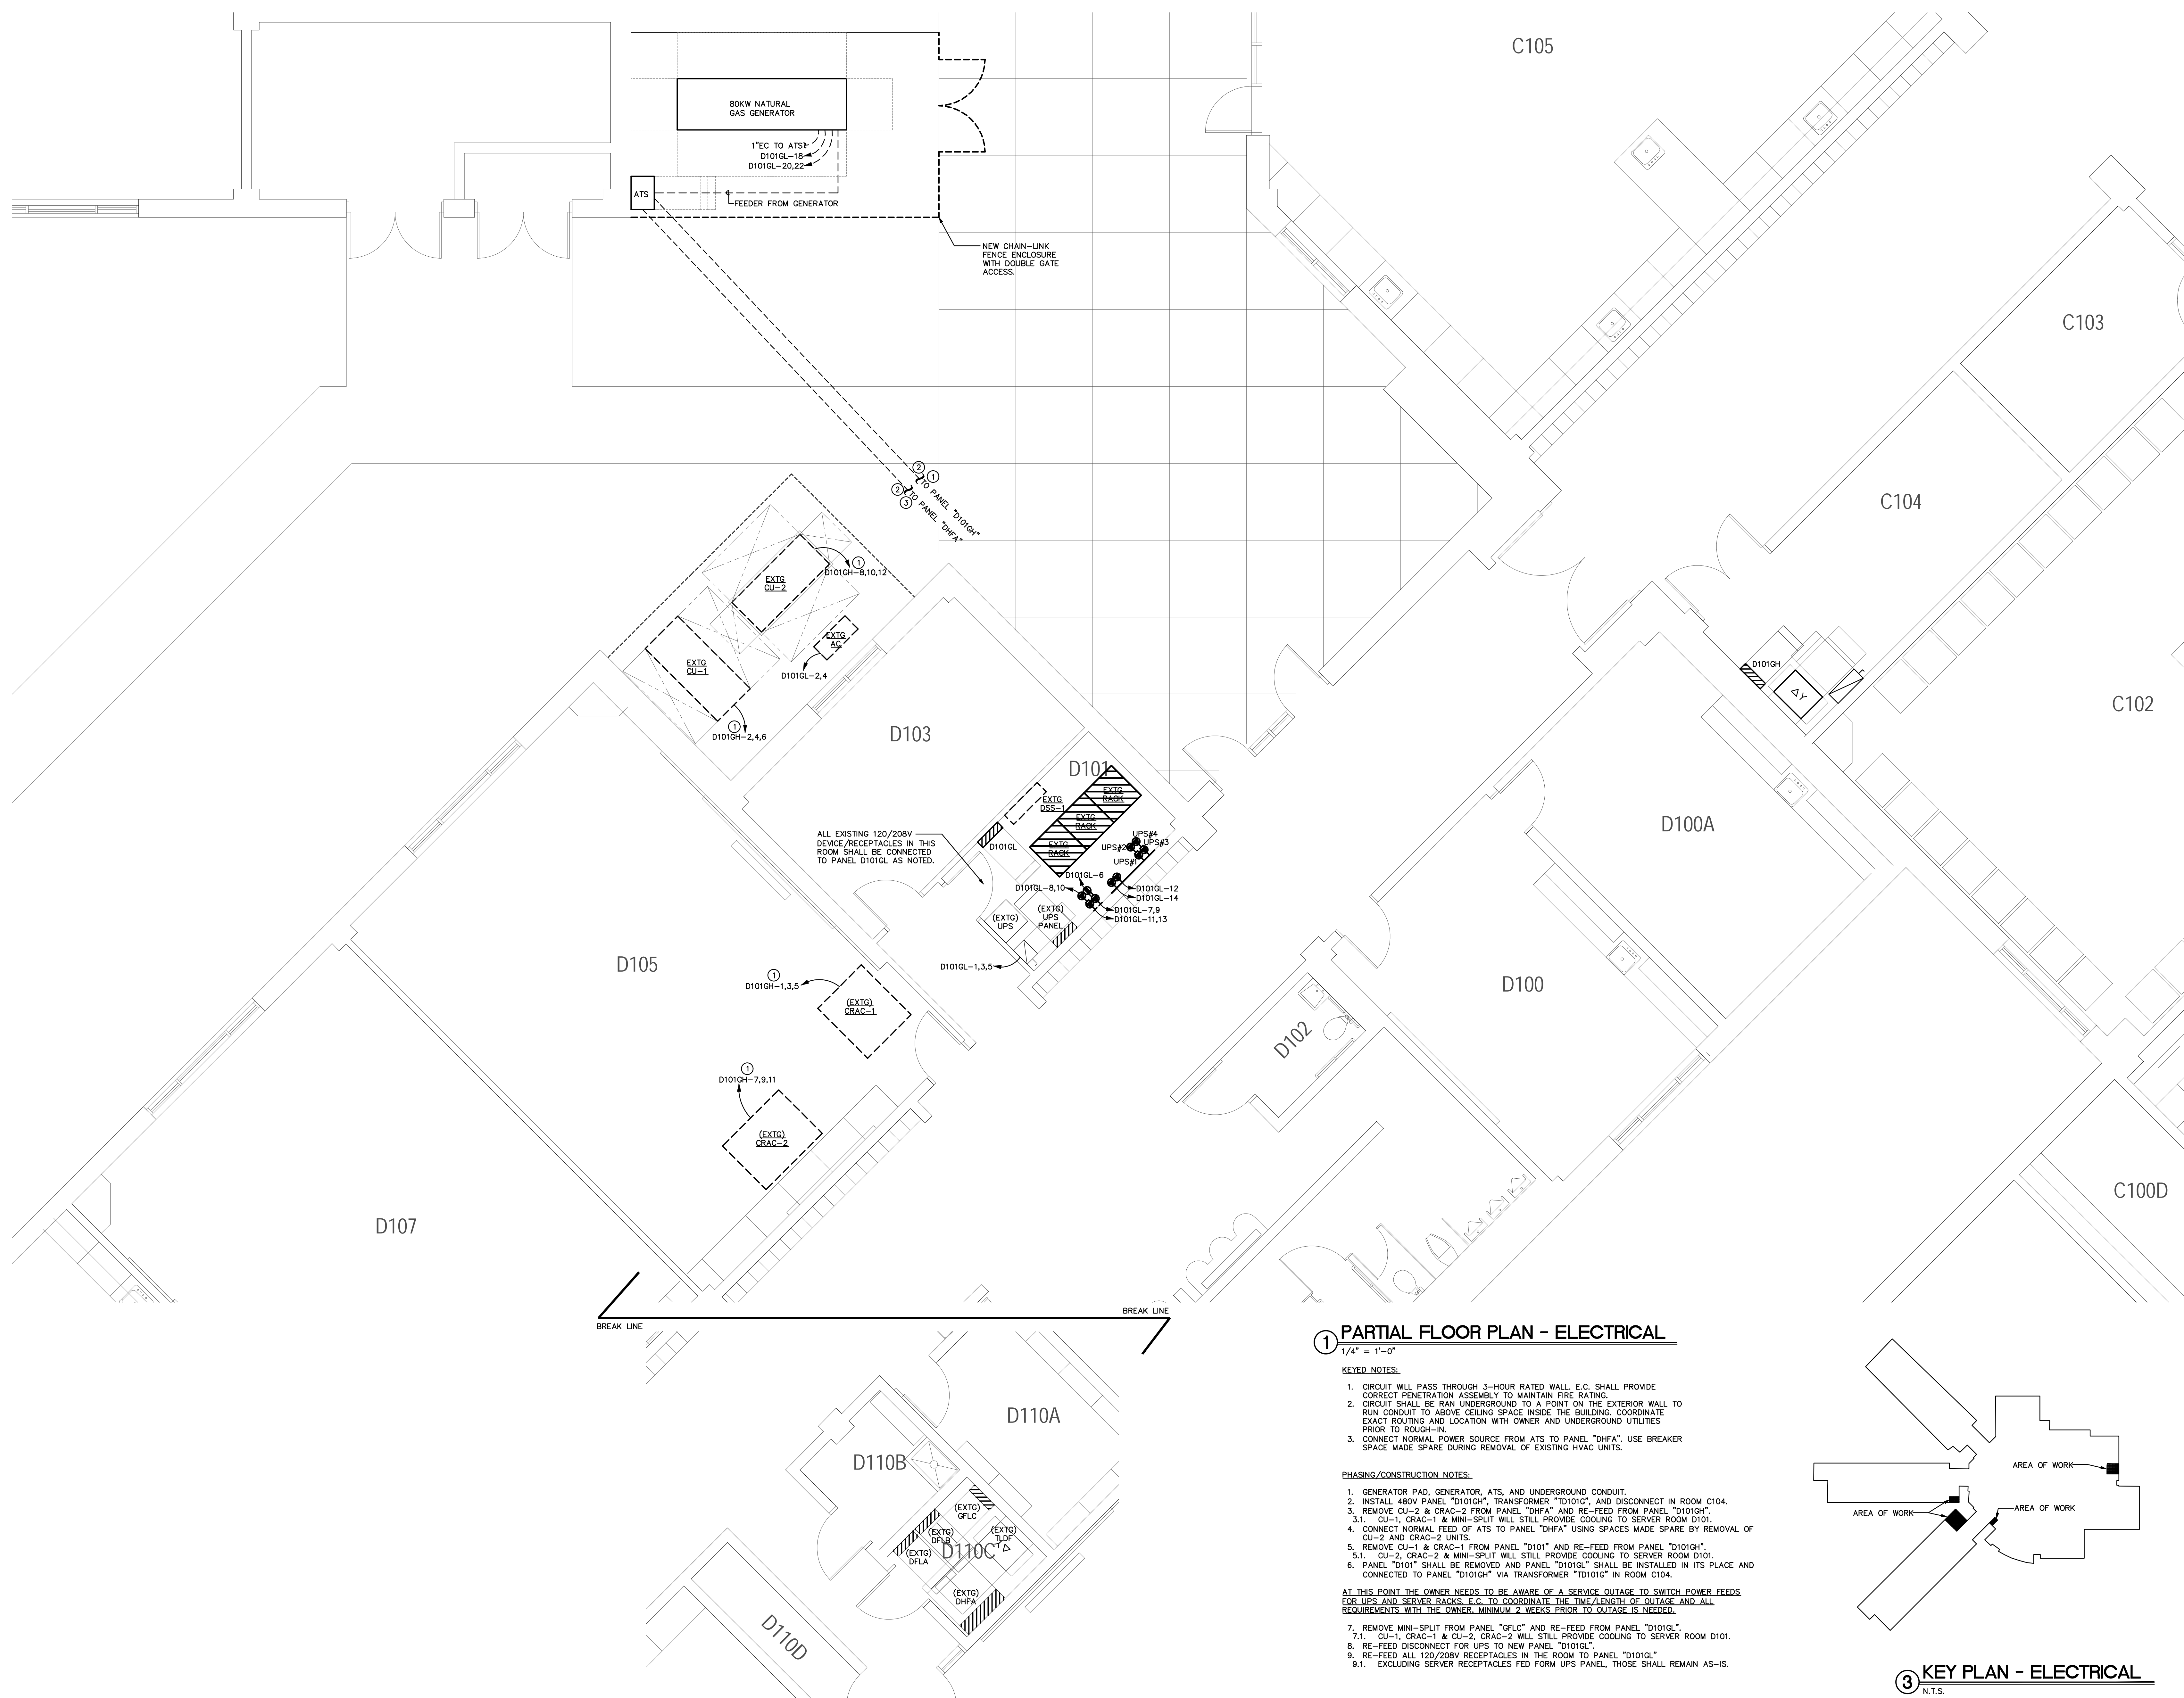 C105
80KW NATURAL
GAS GENERATOR
1"EC TO ATS
D101GL-18
D101GL-20,22
ATS
FEEDER FROM GENERATOR
NEW CHAIN-LINK
FENCE ENCLOSURE
WITH DOUBLE GATE
ACCESS.
C103
C104
2
1
TO PANEL "D101GH"
2
3
TO PANEL "DHFA"
1
D101GH-8,10,12
EXTG
CU-2
EXTG
AC
EXTG
CU-1
D101GL-2,4
1
D101GH-2,4,6
D101GH
ΔY
C102
D103
D101
EXTG
DSS-1
EXTG
RACK
EXTG
RACK
EXTG
RACK
D101GL
ALL EXISTING 120/208V
DEVICE/RECEPTACLES IN THIS
ROOM SHALL BE CONNECTED
TO PANEL D101GL AS NOTED.
UPS#4
UPS#3
UPS#2
UPS#1
D101GL-6
D101GL-8,10
D101GL-12
D101GL-14
D101GL-7,9
D101GL-11,13
(EXTG)
UPS
(EXTG)
UPS
PANEL
D101GL-1,3,5
D100A
D105
1
D101GH-1,3,5
(EXTG)
CRAC-1
D100
D102
1
D101GH-7,9,11
(EXTG)
CRAC-2
C100D
D107
BREAK LINE
BREAK LINE
D110A
D110B
(EXTG)
GFLC
(EXTG)
DFLB
(EXTG)
TLDF
(EXTG)
DFLA
D110C
(EXTG)
DHFA
D110D
1 PARTIAL FLOOR PLAN - ELECTRICAL
1/4" = 1'-0"
KEYED NOTES:
1. CIRCUIT WILL PASS THROUGH 3-HOUR RATED WALL. E.C. SHALL PROVIDE
CORRECT PENETRATION ASSEMBLY TO MAINTAIN FIRE RATING.
2. CIRCUIT SHALL BE RAN UNDERGROUND TO A POINT ON THE EXTERIOR WALL TO
RUN CONDUIT TO ABOVE CEILING SPACE INSIDE THE BUILDING. COORDINATE
EXACT ROUTING AND LOCATION WITH OWNER AND UNDERGROUND UTILITIES
PRIOR TO ROUGH-IN.
3. CONNECT NORMAL POWER SOURCE FROM ATS TO PANEL "DHFA". USE BREAKER
SPACE MADE SPARE DURING REMOVAL OF EXISTING HVAC UNITS.
PHASING/CONSTRUCTION NOTES:
1. GENERATOR PAD, GENERATOR, ATS, AND UNDERGROUND CONDUIT.
2. INSTALL 480V PANEL "D101GH", TRANSFORMER "TD101G", AND DISCONNECT IN ROOM C104.
3. REMOVE CU-2 & CRAC-2 FROM PANEL "DHFA" AND RE-FEED FROM PANEL "D101GH".
3.1. CU-1, CRAC-1 & MINI-SPLIT WILL STILL PROVIDE COOLING TO SERVER ROOM D101.
4. CONNECT NORMAL FEED OF ATS TO PANEL "DHFA" USING SPACES MADE SPARE BY REMOVAL OF
CU-2 AND CRAC-2 UNITS.
5. REMOVE CU-1 & CRAC-1 FROM PANEL "D101" AND RE-FEED FROM PANEL "D101GH".
5.1. CU-2, CRAC-2 & MINI-SPLIT WILL STILL PROVIDE COOLING TO SERVER ROOM D101.
6. PANEL "D101" SHALL BE REMOVED AND PANEL "D101GL" SHALL BE INSTALLED IN ITS PLACE AND
CONNECTED TO PANEL "D101GH" VIA TRANSFORMER "TD101G" IN ROOM C104.
AT THIS POINT THE OWNER NEEDS TO BE AWARE OF A SERVICE OUTAGE TO SWITCH POWER FEEDS
FOR UPS AND SERVER RACKS. E.C. TO COORDINATE THE TIME/LENGTH OF OUTAGE AND ALL
REQUIREMENTS WITH THE OWNER. MINIMUM 2 WEEKS PRIOR TO OUTAGE IS NEEDED.
7. REMOVE MINI-SPLIT FROM PANEL "GFLC" AND RE-FEED FROM PANEL "D101GL".
7.1. CU-1, CRAC-1 & CU-2, CRAC-2 WILL STILL PROVIDE COOLING TO SERVER ROOM D101.
8. RE-FEED DISCONNECT FOR UPS TO NEW PANEL "D101GL".
9. RE-FEED ALL 120/208V RECEPTACLES IN THE ROOM TO PANEL "D101GL"
9.1. EXCLUDING SERVER RECEPTACLES FED FORM UPS PANEL, THOSE SHALL REMAIN AS-IS.
AREA OF WORK
AREA OF WORK
AREA OF WORK
3 KEY PLAN - ELECTRICAL
N.T.S.